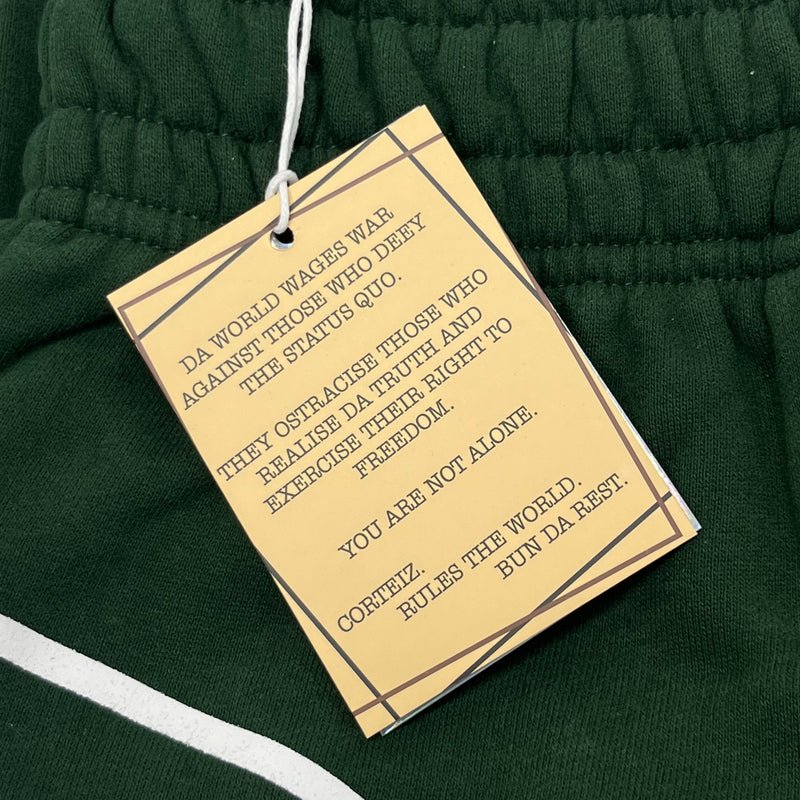 DA WORLD WAGES WAR
AGAINST THOSE WHO DEEY
THE STATUS QUO.
THEY OSTRACISE THOSE WHO
REALISE DA TRUTH AND
EXERCISE THEIR RIGHT TO
FREEDOM.
YOU ARE NOT ALONE.
CORTEIZ.
RULES THE WORLD.
BUN DA REST.